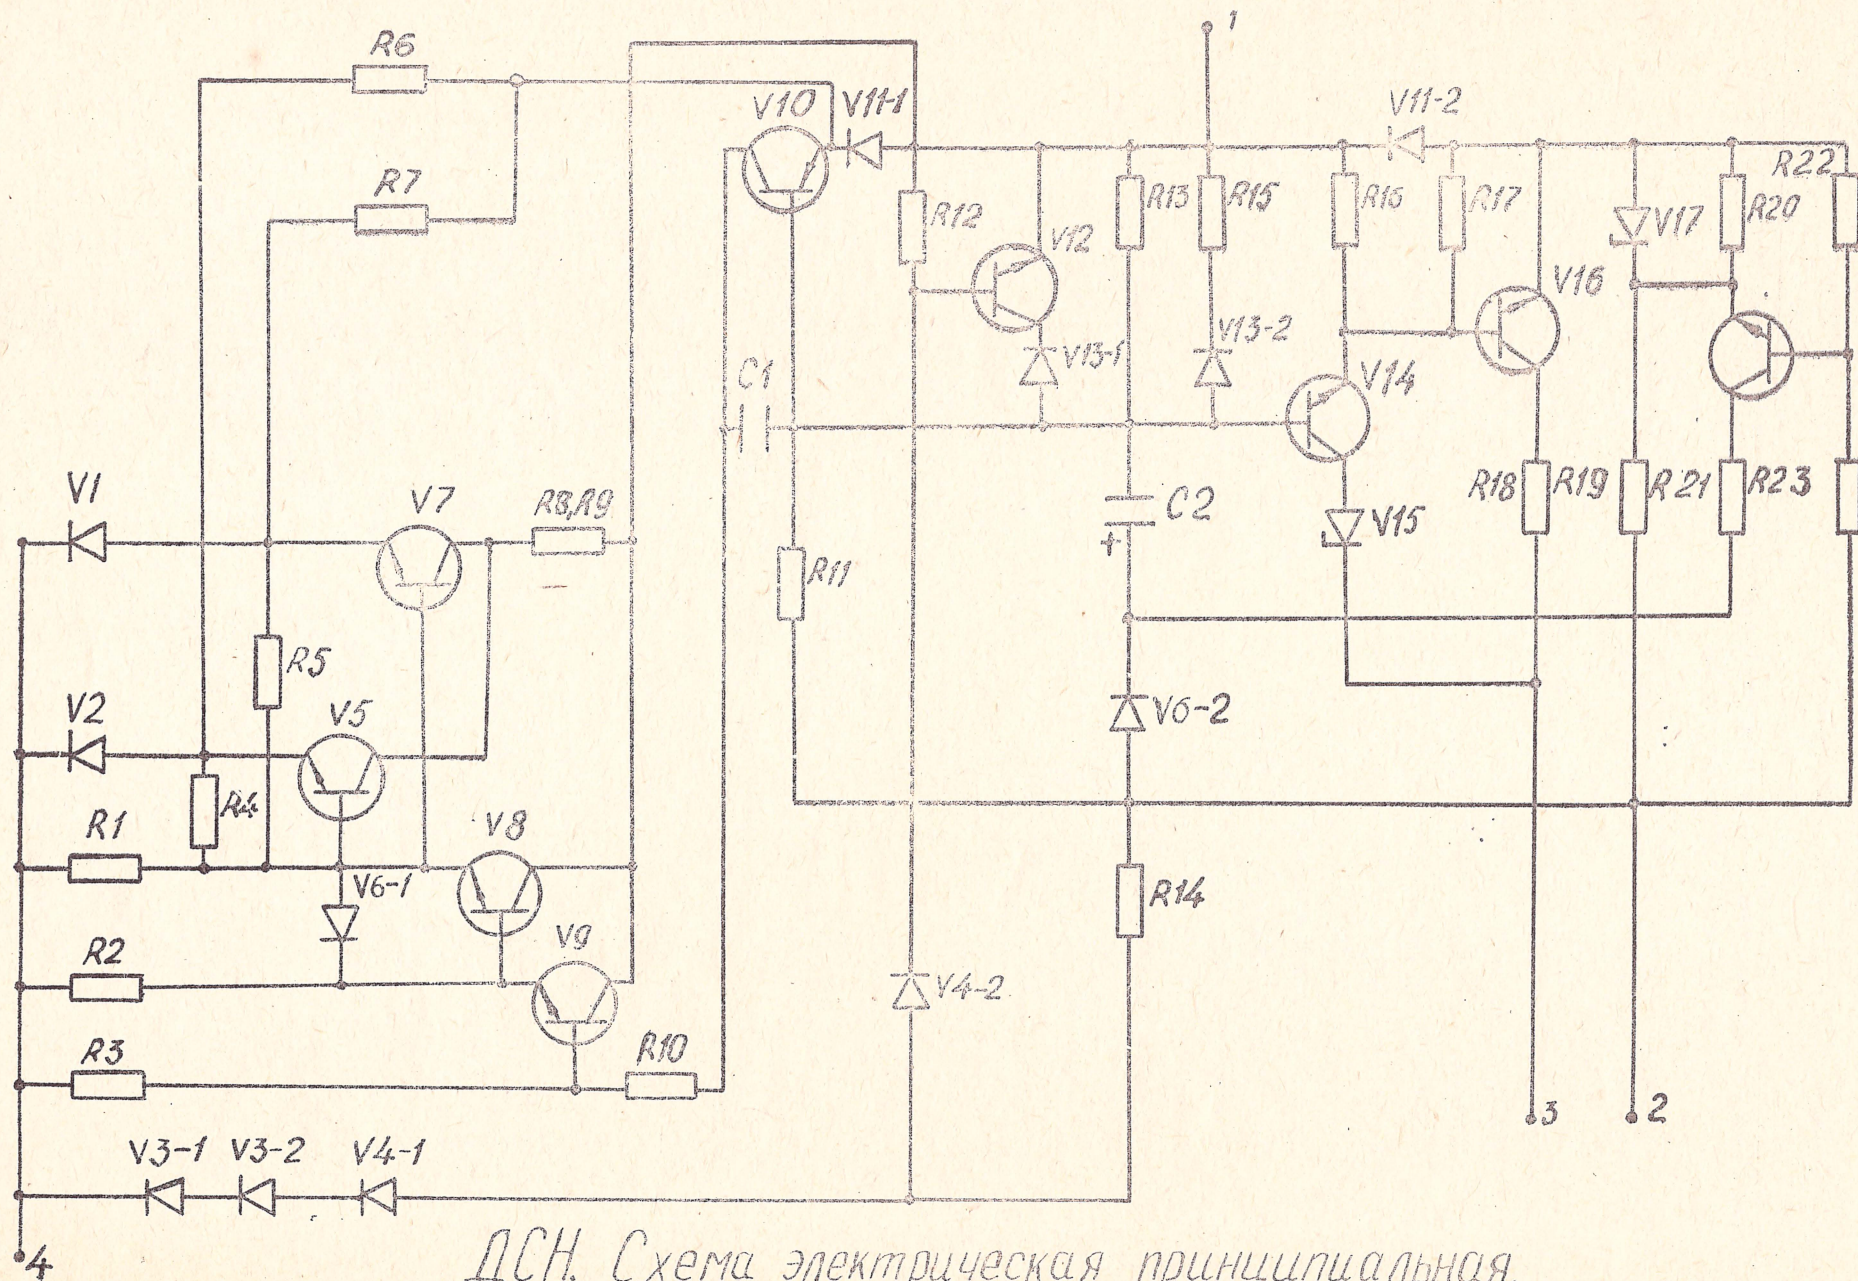 1
R6
V10 V11-1
V11-2
R7
R22
R12
R13
R15
R16
R17
V17
R20
V12
V16
V13-1
V13-2
C1
V14
V1
V7
R8,R9
R18
R19
R21
R23
C2
V15
+
R11
R5
V2
V5
V6-2
R4
R1
V8
V6-1
R14
V9
R2
V4-2
R3
R10
3
2
V3-1 V3-2 V4-1
4
ДСН. Схема электрическая принципиальная.